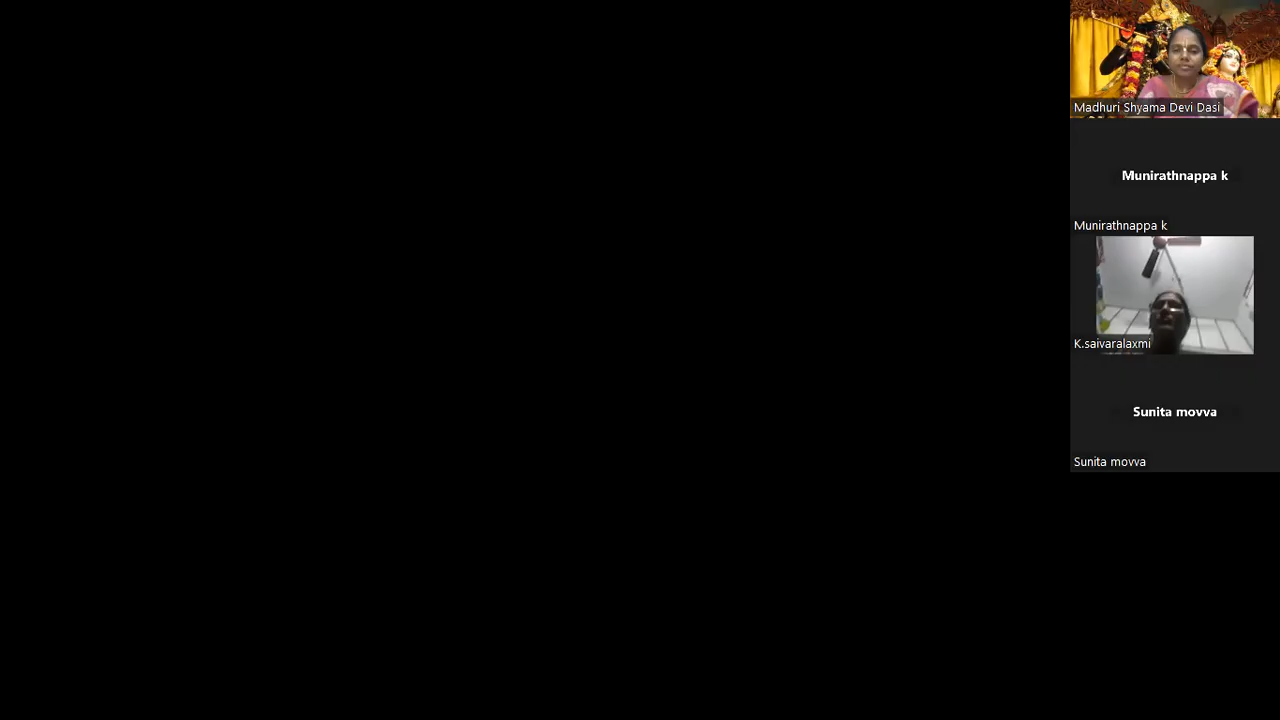 Madhuri Shyama Devi Dasi
Munirathnappa k
Munirathnappa k
K.saivaralaxmi
Sunita movva
Sunita movva